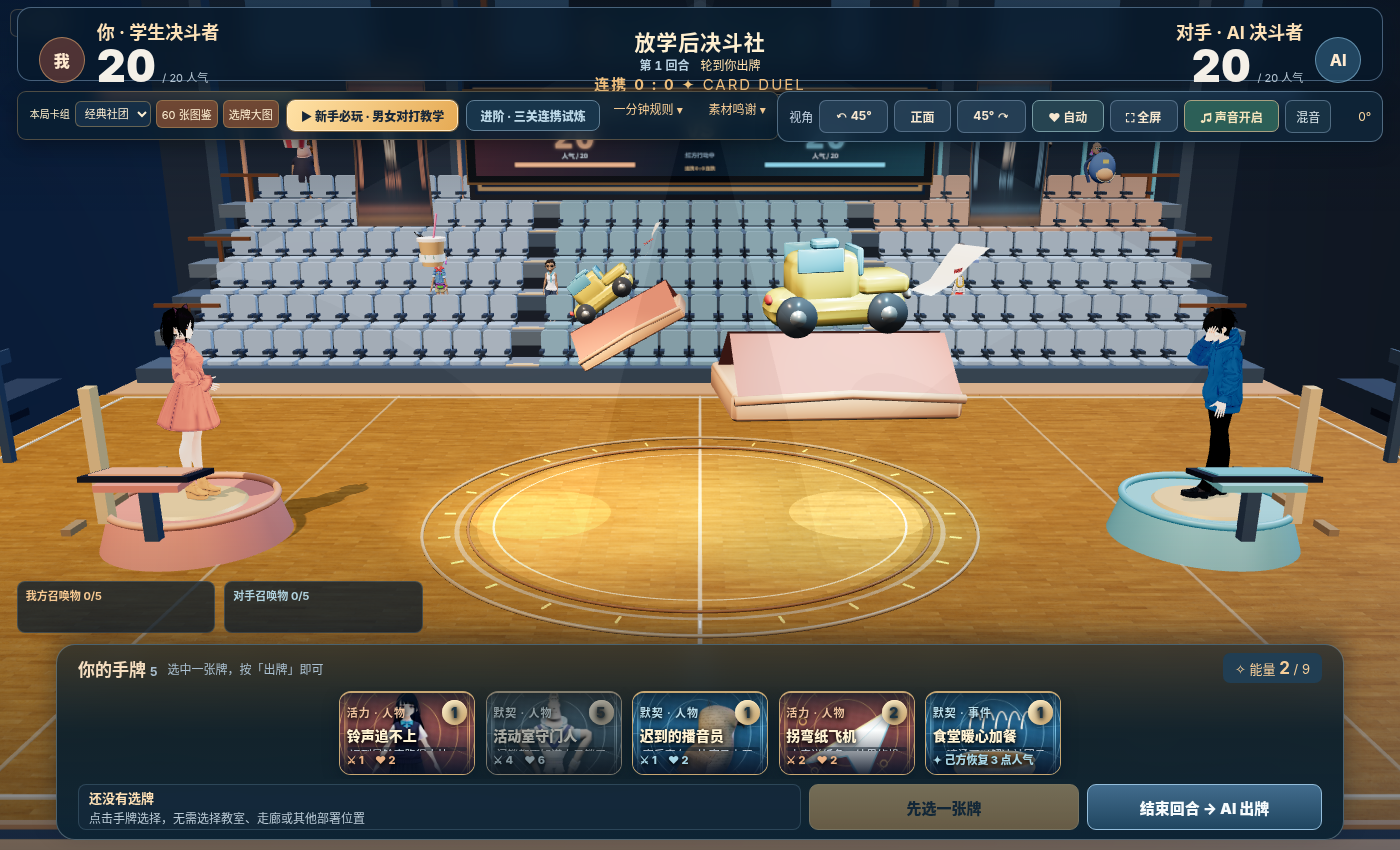 我
你 · 学生决斗者
20 / 20 人气
放学后决斗社
第 1 回合 轮到你出牌
连携 0 : 0 ✦ CARD DUEL
对手 · AI 决斗者
20 / 20 人气
AI
本局卡组 经典社团 60 张图鉴 选牌大图 ▶ 新手必玩 · 男女对打教学 进阶 · 三关连携试炼 一分钟规则 ▾ 素材鸣谢 ▾
视角 ↶ 45° 正面 45° ↷ ♥ 自动 ⛶ 全屏 ♫ 声音开启 混音 0°
人气 / 20
人气 / 20
我方召唤物 0/5
对手召唤物 0/5
你的手牌 5 选中一张牌，按「出牌」即可
✧ 能量 2 / 9
活力 · 人物 1
铃声追不上
⚔ 1 ♥ 2
默契 · 人物 5
活动室守门人
⚔ 4 ♥ 6
默契 · 人物 1
迟到的播音员
⚔ 1 ♥ 2
活力 · 人物 2
拐弯纸飞机
⚔ 2 ♥ 2
默契 · 事件 1
食堂暖心加餐
✦ 己方恢复 3 点人气
还没有选牌
点击手牌选择，无需选择教室、走廊或其他部署位置
先选一张牌
结束回合 → AI 出牌